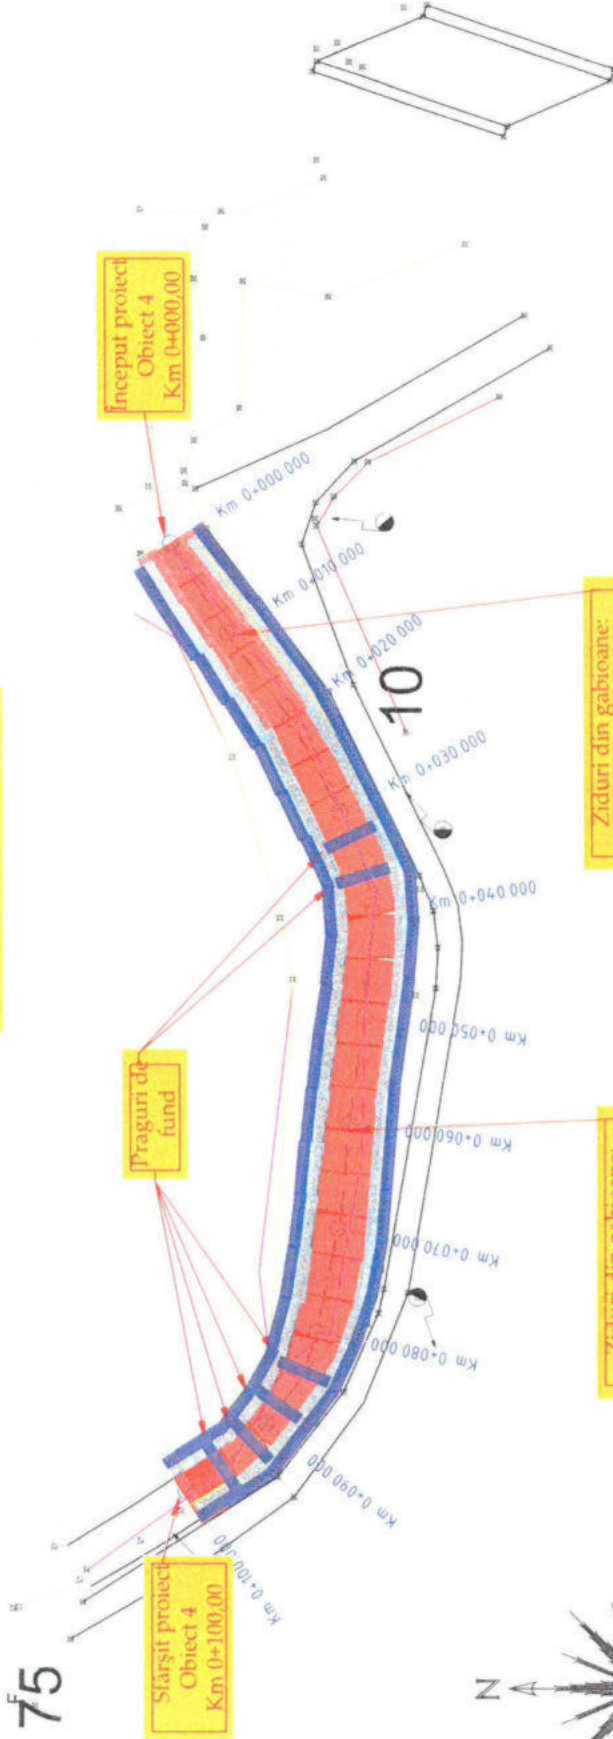 Început proiect
Obiect 4
Km 0+000,00
Km 0+000.000
Km 0+010.000
Km 0+020.000
10
Km 0+030.000
Ziduri din gabioane:
Km 0+040.000
Km 0+050.000
Praguri de
fund
Km 0+060.000
Km 0+070.000
Km 0+080.000
Km 0+090.000
Km 0+100.000
Sfârșit proiect
Obiect 4
Km 0+100,00
75
N